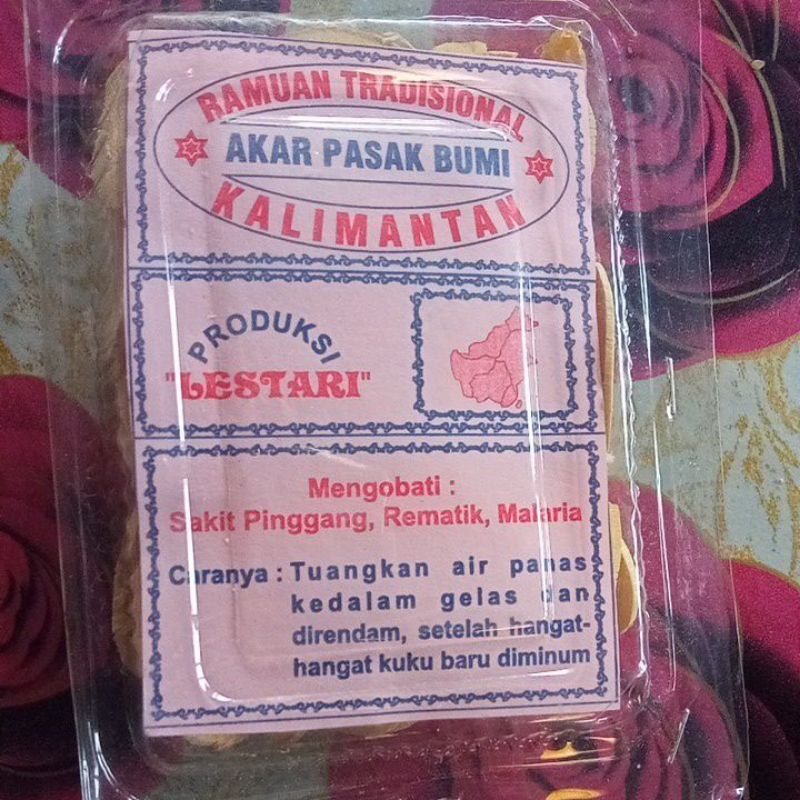 RAMUAN TRADISIONAL
AKAR PASAK BUMI
KALIMANTAN
PRODUKSI
"LESTARI"
Mengobati :
Sakit Pinggang, Rematik, Malaria
Caranya : Tuangkan air panas
kedalam gelas dan
direndam, setelah hangat-
hangat kuku baru diminum